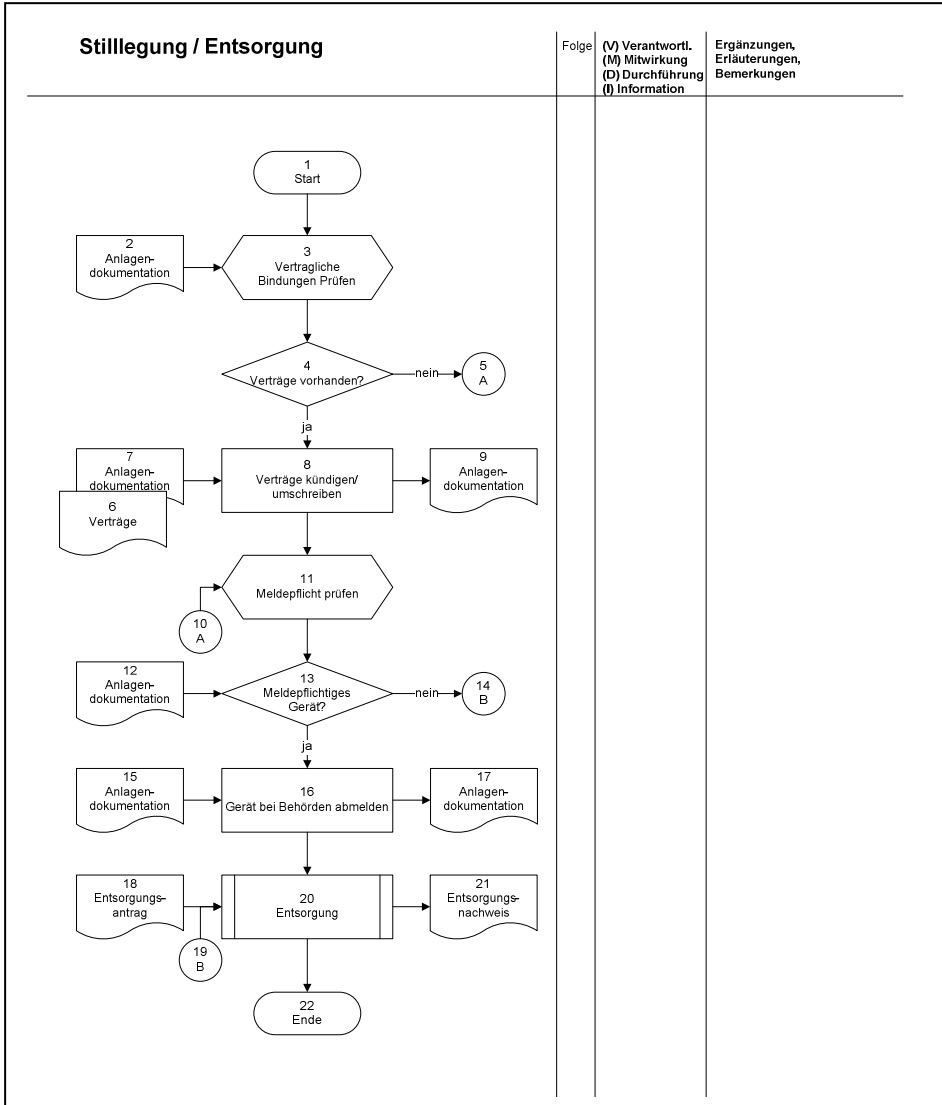 Stilllegung / Entsorgung
Folge
(V) Verantwortl.
(M) Mitwirkung
(D) Durchführung
(I) Information
Ergänzungen,
Erläuterungen,
Bemerkungen
1
Start
2
Anlagen-
dokumentation
3
Vertragliche
Bindungen Prüfen
4
Verträge vorhanden?
nein
5
A
ja
7
Anlagen-
dokumentation
6
Verträge
8
Verträge kündigen/
umschreiben
9
Anlagen-
dokumentation
11
Meldepflicht prüfen
10
A
12
Anlagen-
dokumentation
13
Meldepflichtiges
Gerät?
nein
14
B
ja
15
Anlagen-
dokumentation
16
Gerät bei Behörden abmelden
17
Anlagen-
dokumentation
18
Entsorgungs-
antrag
19
B
20
Entsorgung
21
Entsorgungs-
nachweis
22
Ende